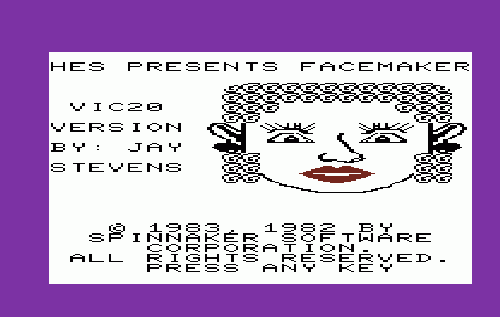 HES PRESENTS FACEMAKER
VIC20
VERSION
BY: JAY
STEVENS
© 1983, 1982 BY
SPINNAKER SOFTWARE
CORPORATION.
ALL RIGHTS RESERVED.
PRESS ANY KEY